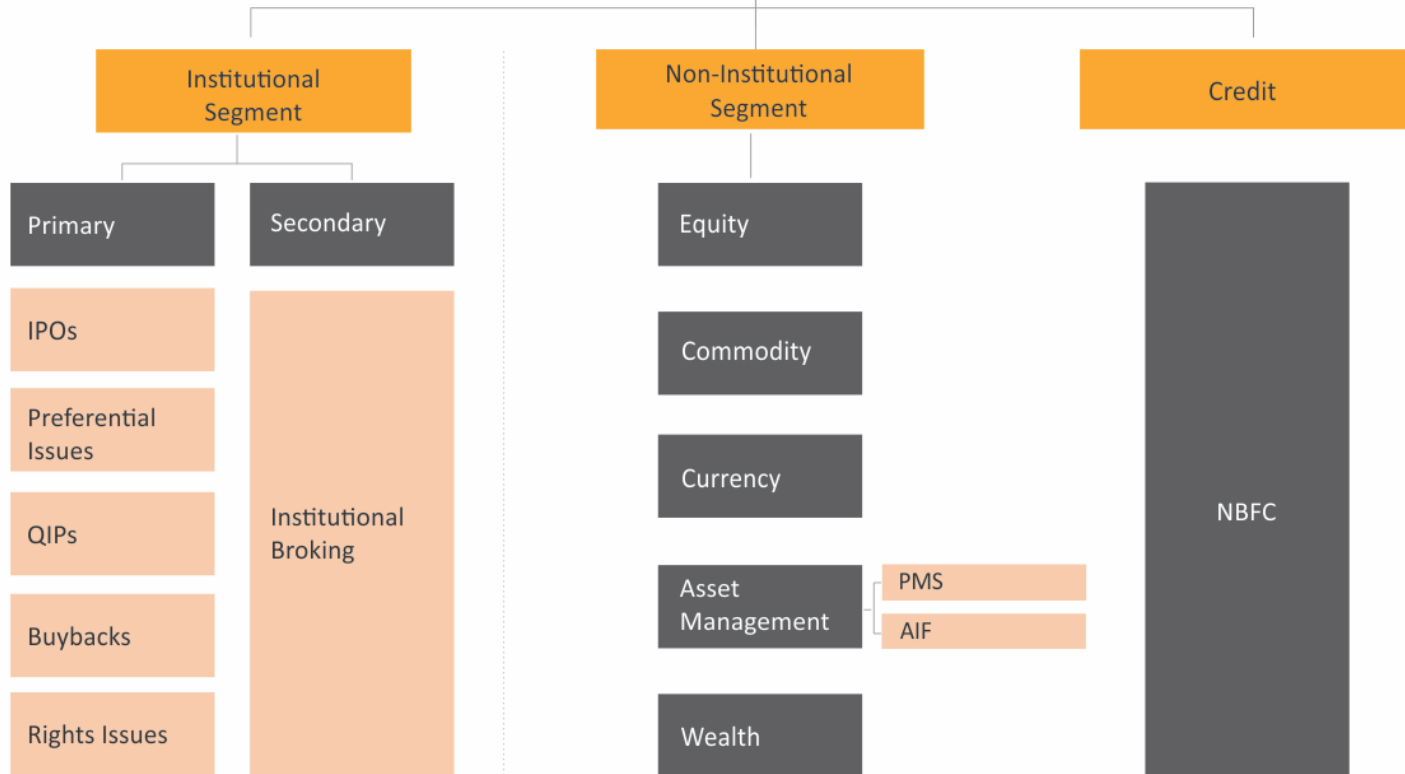 Institutional
Segment
Non-Institutional
Segment
Credit
Primary
Secondary
Equity
IPOs
Commodity
Preferential
Issues
Currency
QIPs
Institutional
Broking
NBFC
Asset
Management
PMS
AIF
Buybacks
Rights Issues
Wealth